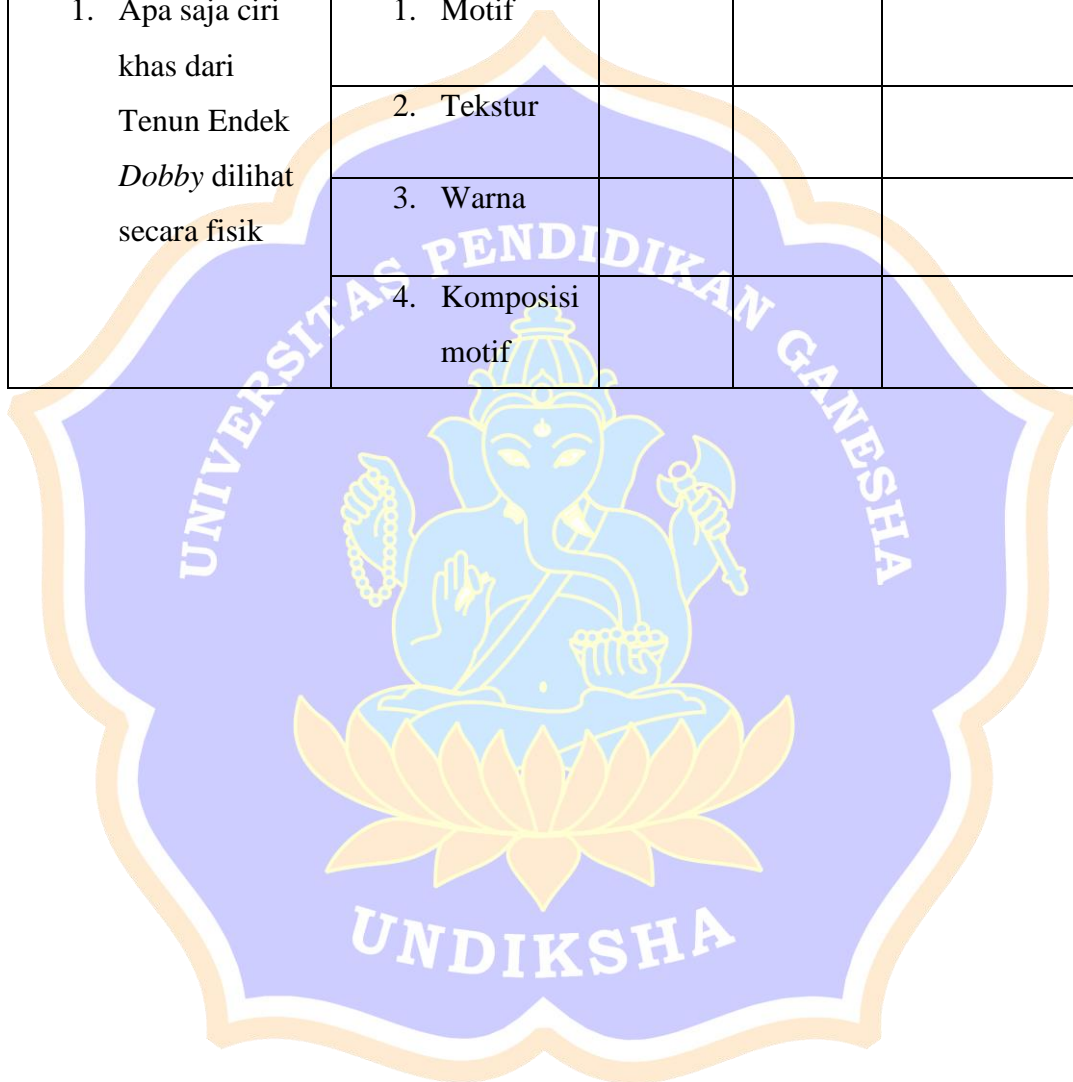 1. Apa saja ciri
khas dari
Tenun Endek
Dobby dilihat
secara fisik
1. Motif
2. Tekstur
3. Warna
4. Komposisi
motif
UNIVERSITAS PENDIDIKAN GANESHA
UNDIKSHA